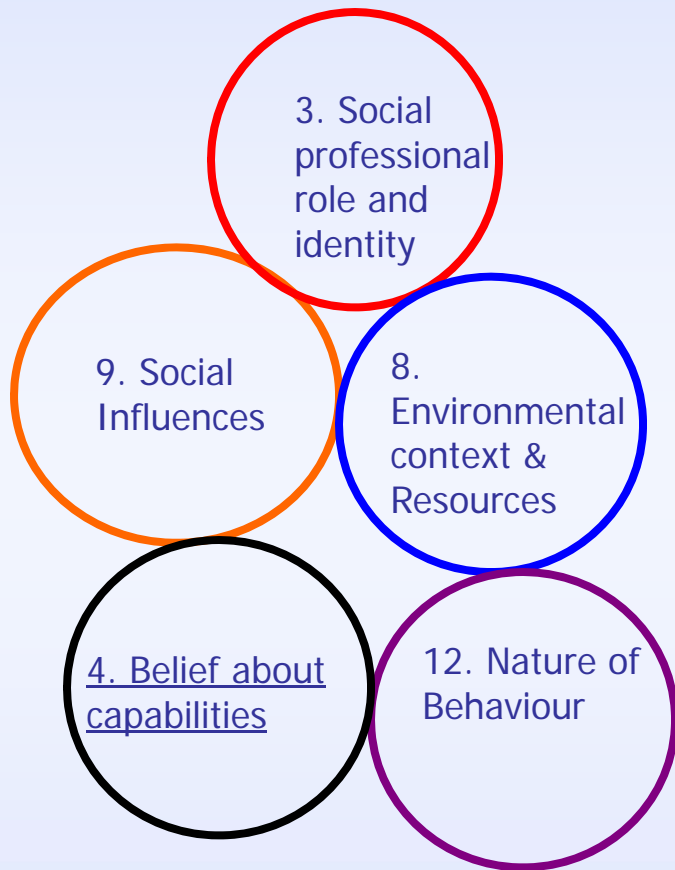 3. Social
professional
role and
identity
9. Social
Influences
8.
Environmental
context &
Resources
4. Belief about
capabilities
12. Nature of
Behaviour